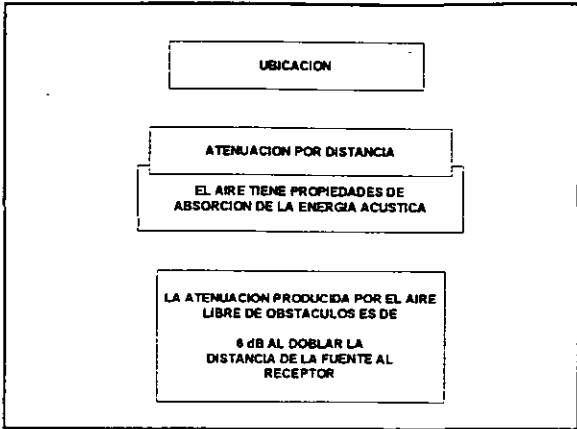 UBICACION
ATENUACION POR DISTANCIA
EL AIRE TIENE PROPIEDADES DE
ABSORCION DE LA ENERGIA ACUSTICA
LA ATENUACION PRODUCIDA POR EL AIRE
LIBRE DE OBSTACULOS ES DE
6 dB AL DOBLAR LA
DISTANCIA DE LA FUENTE AL
RECEPTOR